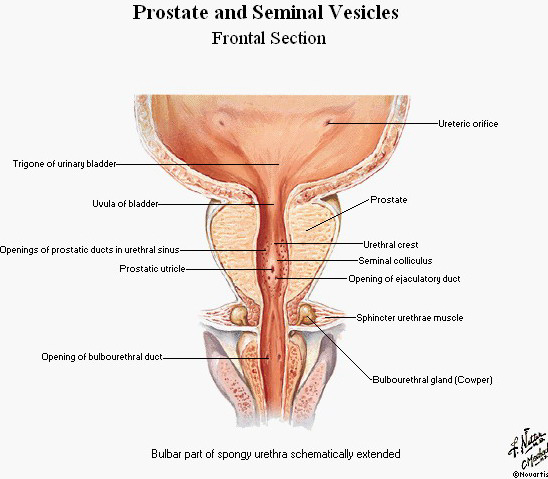 Prostate and Seminal Vesicles
Frontal Section
Ureteric orifice
Trigone of urinary bladder
Uvula of bladder
Prostate
Urethral crest
Openings of prostatic ducts in urethral sinus
Seminal colliculus
Prostatic utricle
Opening of ejaculatory duct
Sphincter urethrae muscle
Opening of bulbourethral duct
Bulbourethral gland (Cowper)
Bulbar part of spongy urethra schematically extended
©Novartis